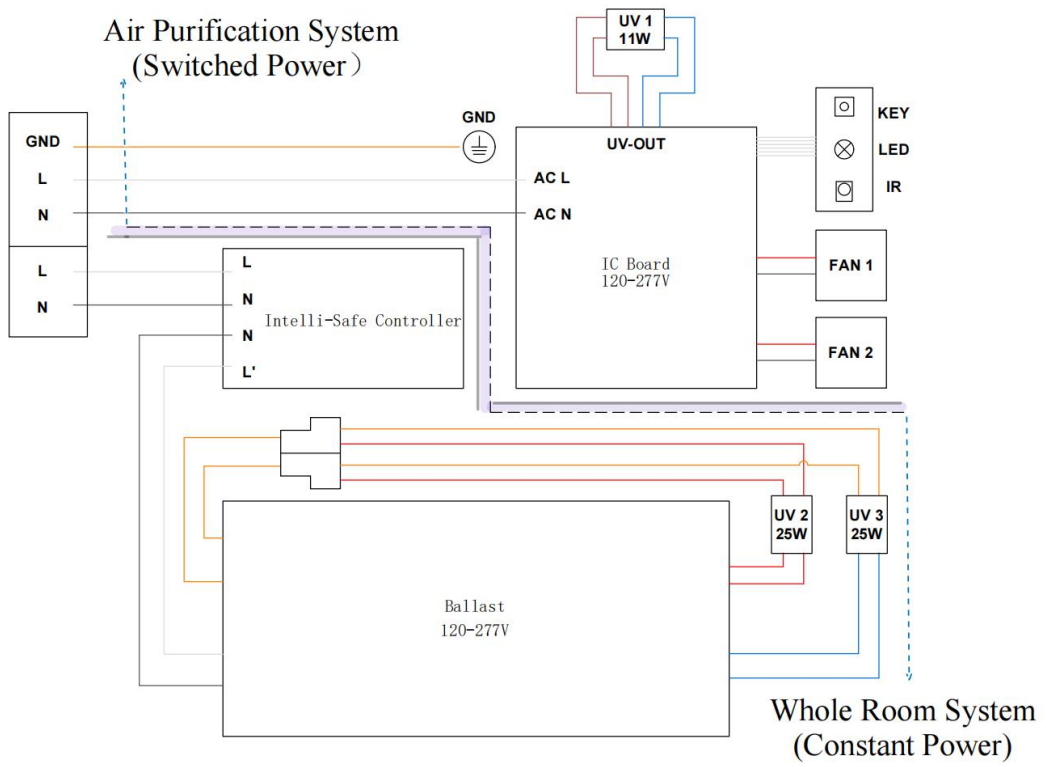 Air Purification System
(Switched Power）
UV 1
11W
GND
L
N
L
N
GND
UV-OUT
AC L
AC N
IC Board
120-277V
KEY
LED
IR
FAN 1
FAN 2
L
N
Intelli-Safe Controller
N
L'
UV 2
25W
UV 3
25W
Ballast
120-277V
Whole Room System
(Constant Power)